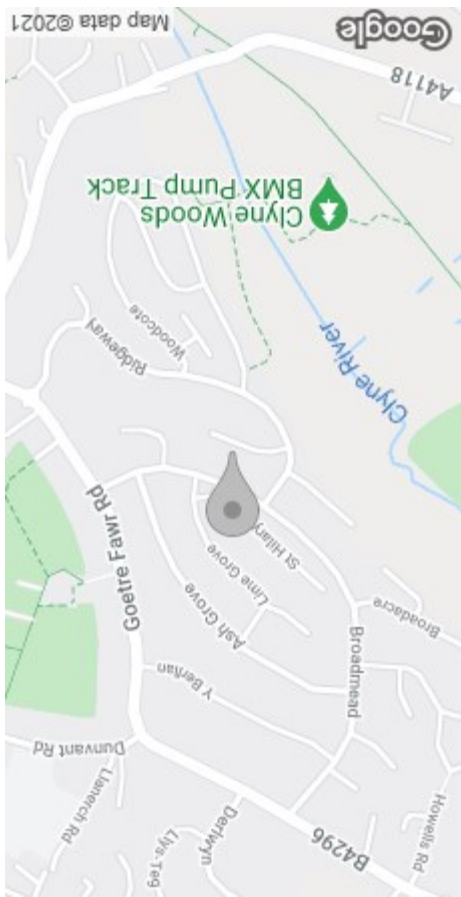 B4296
Llys-Teg
Howells Rd
Derlwyn
Llanerch Rd
Dunvant Rd
Y Berllan
Broadmead
Broadacre
Ash Grove
Lime Grove
St Hilary
Goetre Fawr Rd
Clyne River
Ridgeway
Woodcote
Clyne Woods
BMX Pump Track
A4118
Google
Map data ©2021